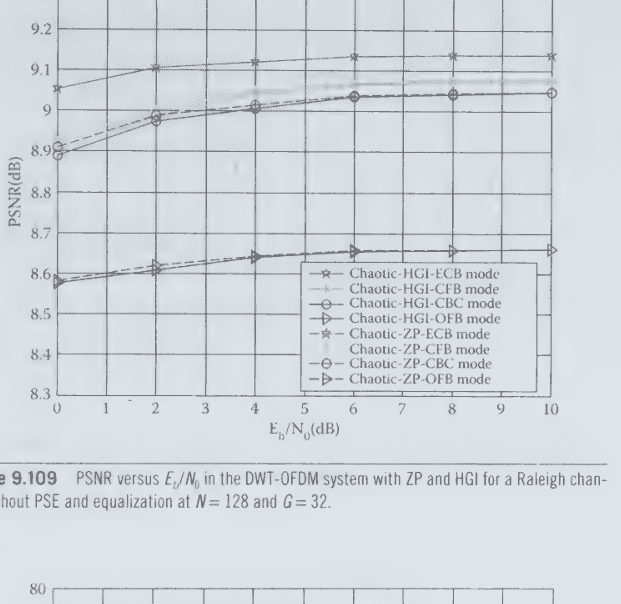 9.2
9.1
9
8.9
8.8
8.7
8.6
8.5
8.4
8.3
PSNR(dB)
Chaotic-HGI-ECB mode
Chaotic-HGI-CFB mode
Chaotic-HGI-CBC mode
Chaotic-HGI-OFB mode
Chaotic-ZP-ECB mode
Chaotic-ZP-CFB mode
Chaotic-ZP-CBC mode
Chaotic-ZP-OFB mode
0 1 2 3 4 5 6 7 8 9 10
Eb/N0(dB)
e 9.109 PSNR versus Eb/N0 in the DWT-OFDM system with ZP and HGI for a Raleigh chan-
hout PSE and equalization at N = 128 and G = 32.
80